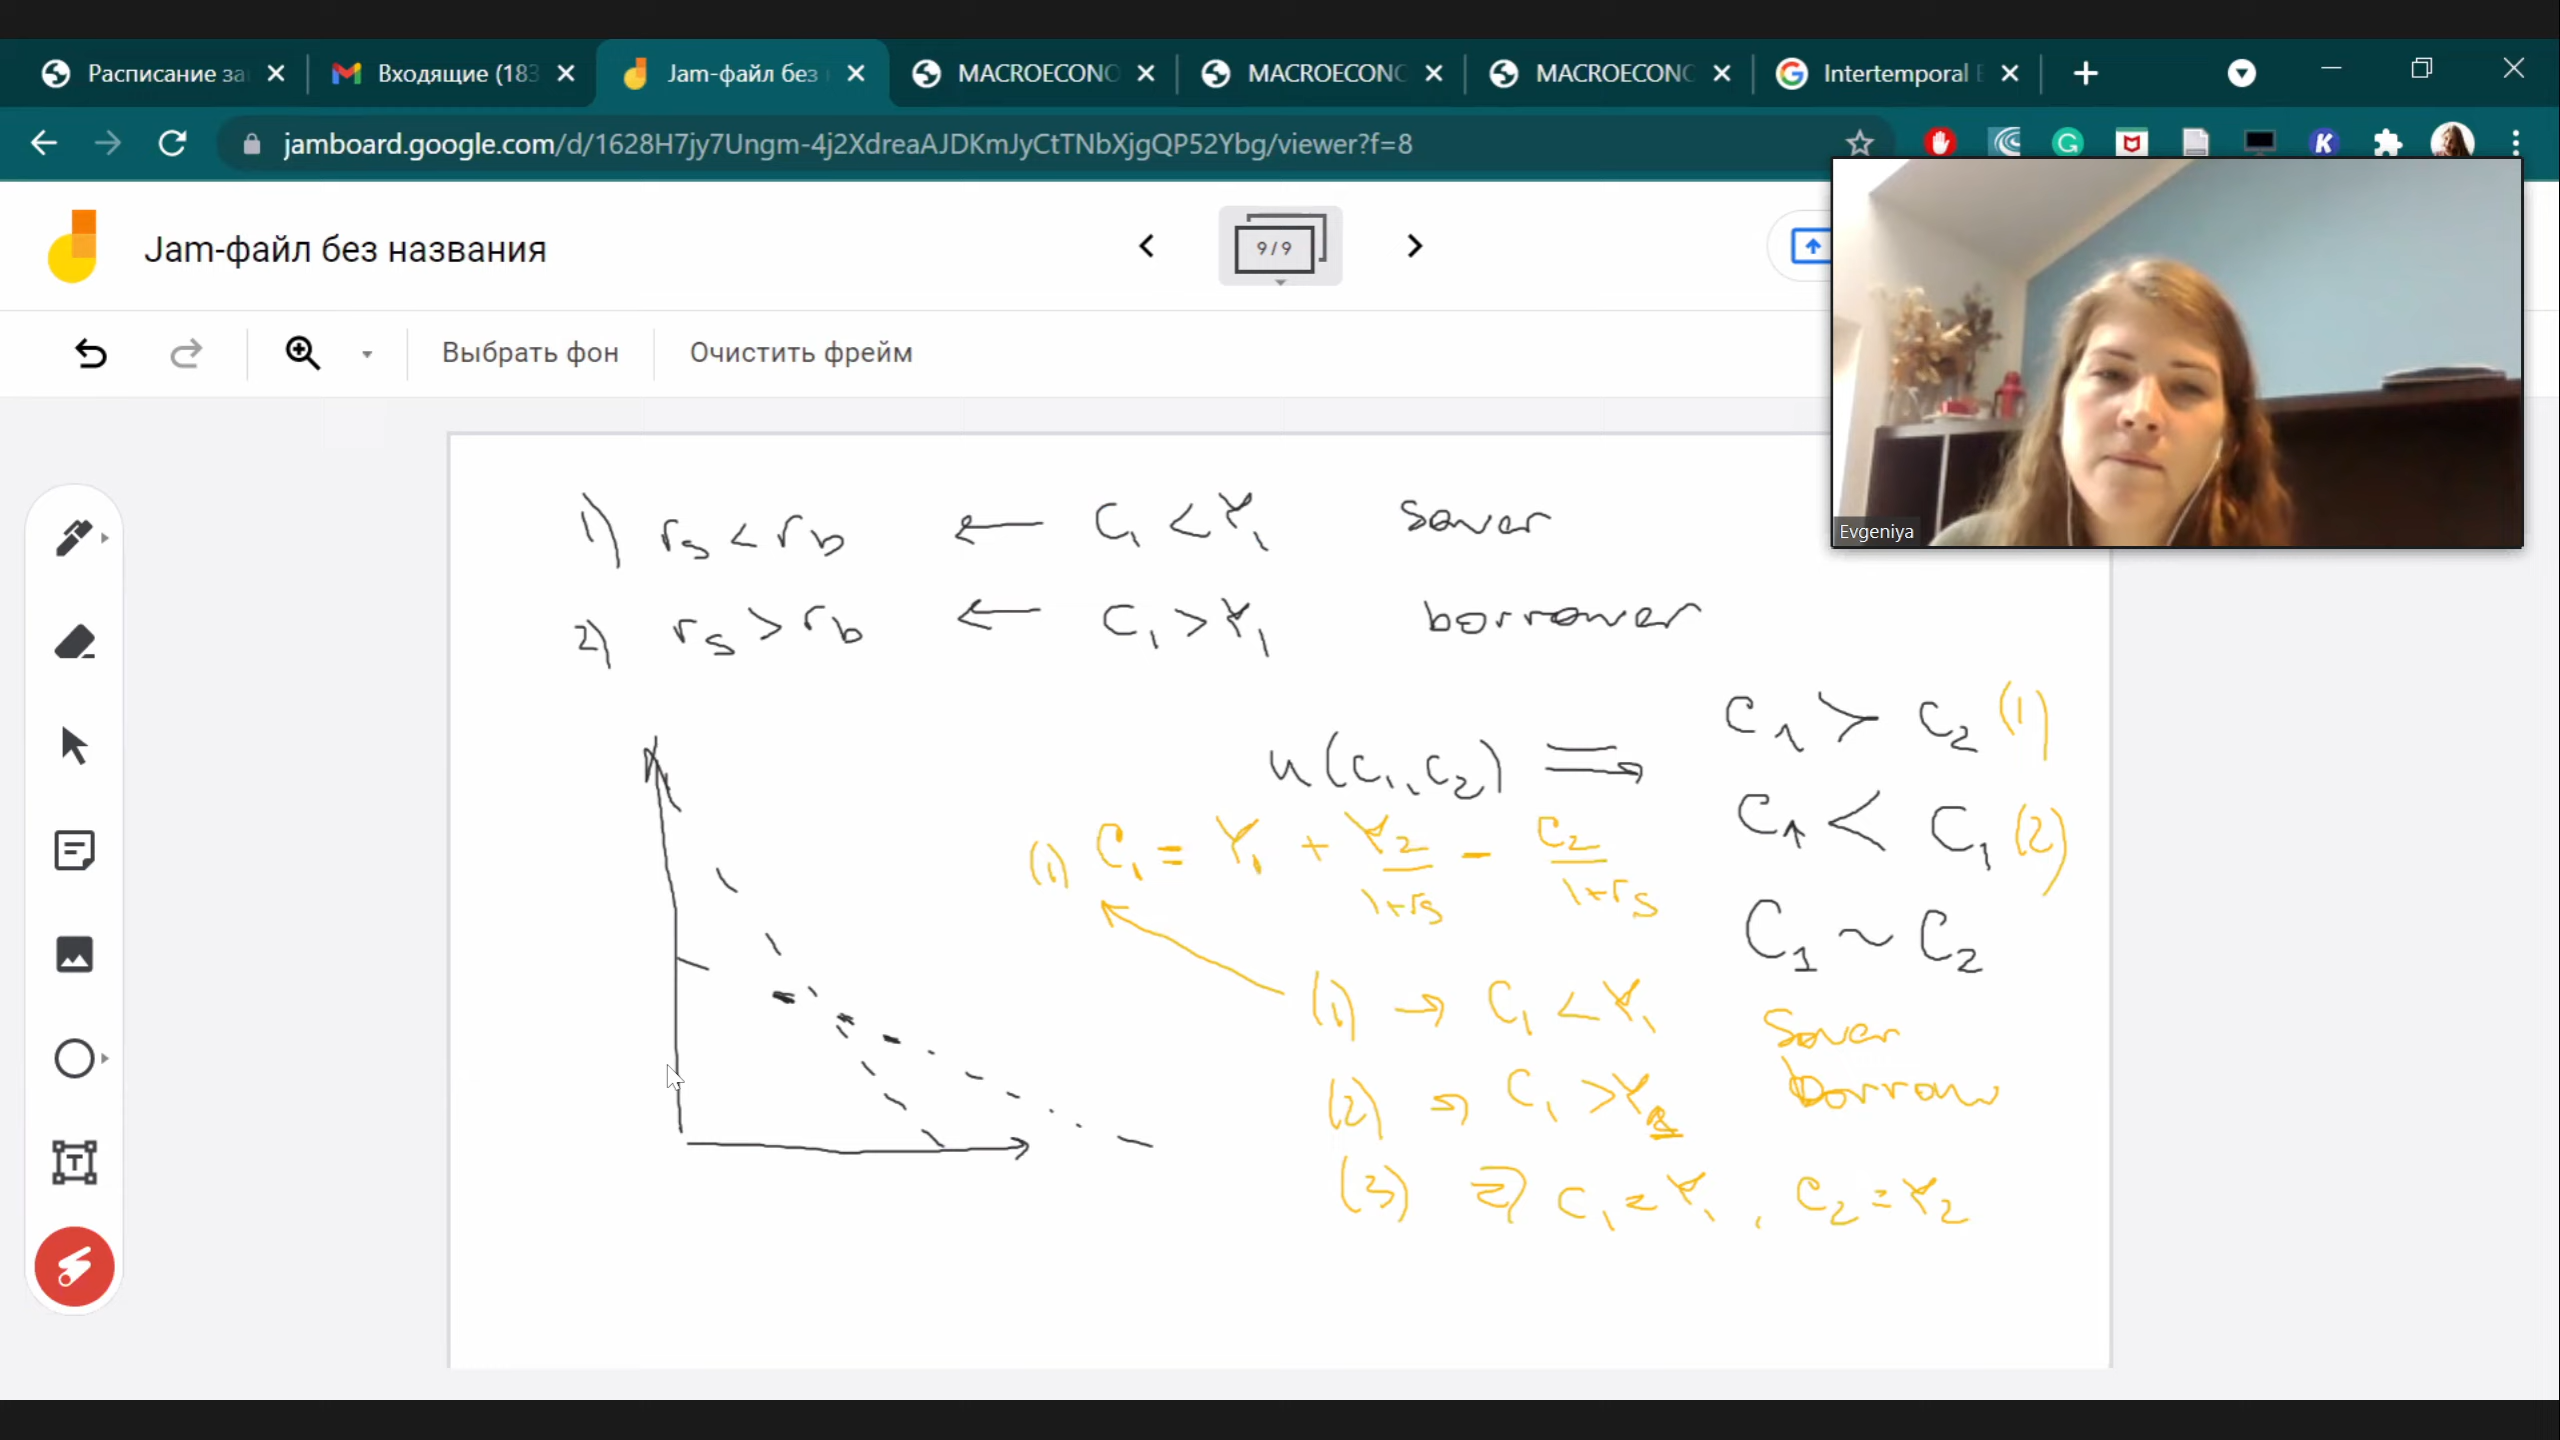 Расписание за
Входящие (183
Jam-файл без
MACROECONO
MACROECONO
MACROECONO
Intertemporal
jamboard.google.com/d/1628H7jy7Ungm-4j2XdreaAJDKmJyCtTNbXjgQP52Ybg/viewer?f=8
Jam-файл без названия
9/9
Выбрать фон
Очистить фрейм
Evgeniya
1) r_s < r_b ← C_1 < Y_1 saver
2) r_s > r_b ← C_1 > Y_1 borrower
u(C_1, C_2) ⇒ C_1 > C_2 (1)
C_1 < C_1 (2)
C_1 ~ C_2
(1) C_1 = Y_1 + Y_2/(1+r_s) - C_2/(1+r_s)
(1) → C_1 < Y_1 saver
(2) ⇒ C_1 > Y borrow
(3) ⇒ C_1 = Y_1, C_2 = Y_2